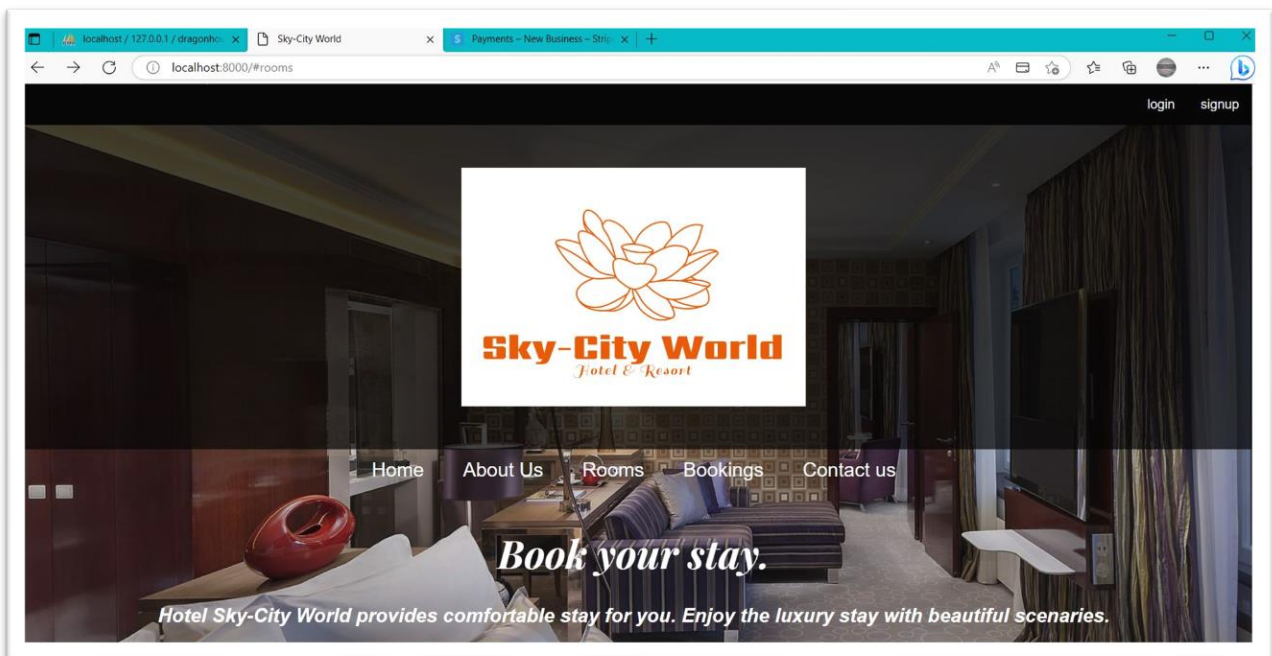 localhost / 127.0.0.1 / dragonho
Sky-City World
Payments – New Business – Strip
localhost:8000/#rooms
login signup
Sky-City World
Hotel & Resort
Home About Us Rooms Bookings Contact us
Book your stay.
Hotel Sky-City World provides comfortable stay for you. Enjoy the luxury stay with beautiful scenaries.